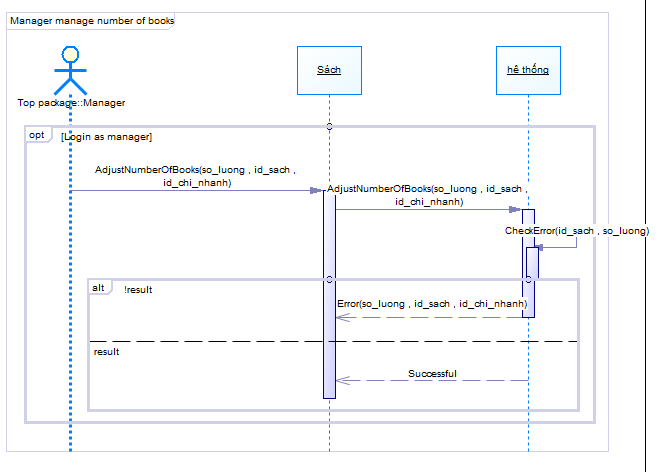 Manager manage number of books
Sách
hê thống
Top package::Manager
opt
[Login as manager]
AdjustNumberOfBooks(so_luong , id_sach ,
id_chi_nhanh)
AdjustNumberOfBooks(so_luong , id_sach ,
id_chi_nhanh)
CheckError(id_sach , so_luong)
alt
!result
Error(so_luong , id_sach , id_chi_nhanh)
result
Successful